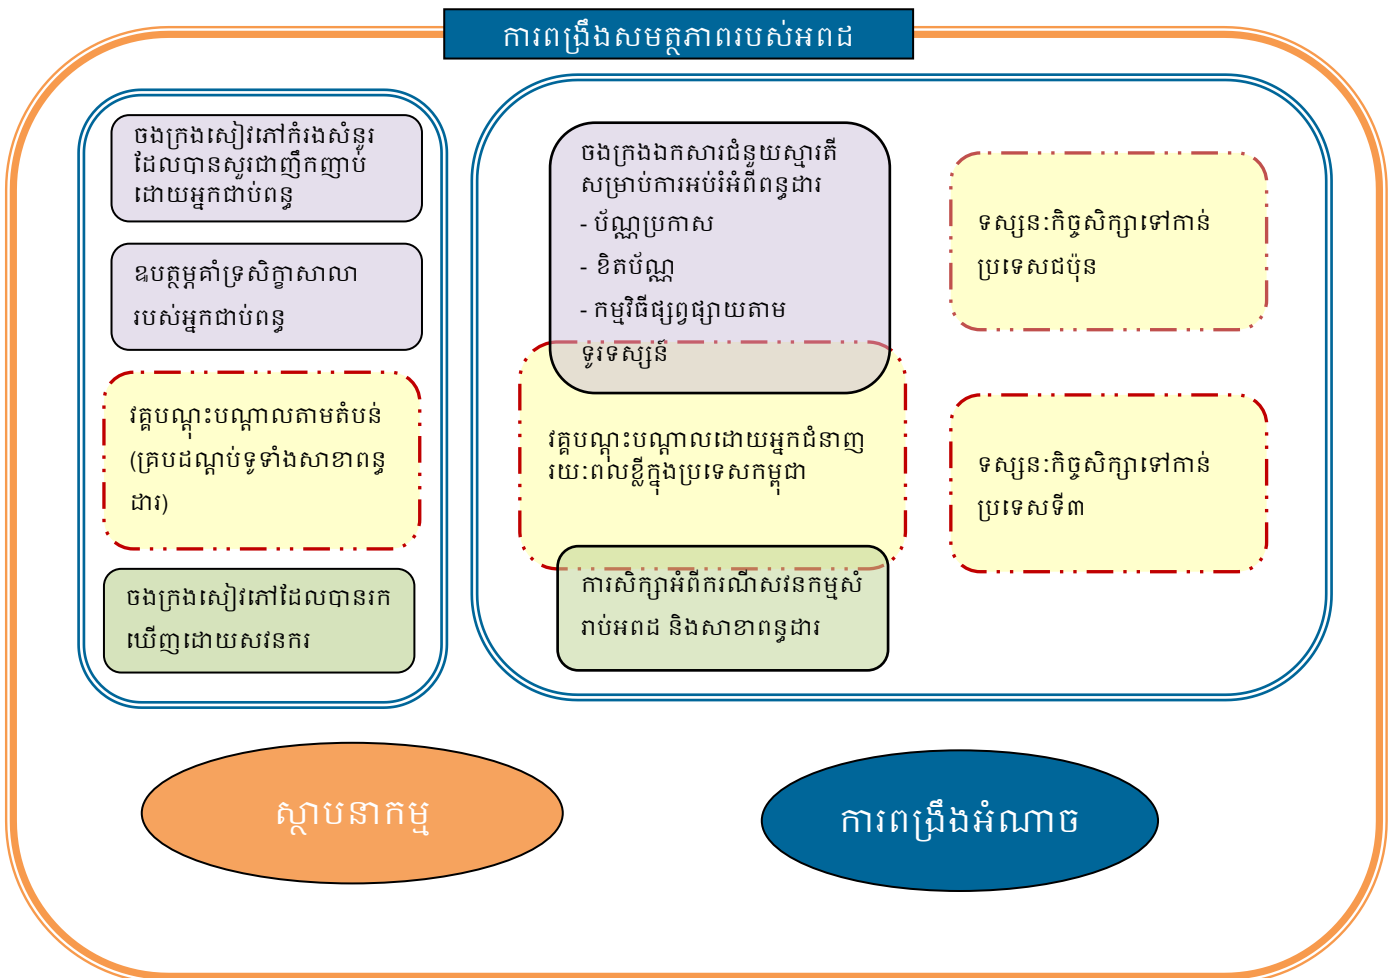 ការពង្រឹងសមត្ថភាពរបស់អពដ
ចងក្រងសៀវភៅកំរងសំនួរ
ដែលបានសួរជាញឹកញាប់
ដោយអ្នកជាប់ពន្ធ
ឧបត្ថម្ភគាំទ្រសិក្ខាសាលា
របស់អ្នកជាប់ពន្ធ
វគ្គបណ្តុះបណ្តាលតាមតំបន់
(គ្របដណ្តប់ទូទាំងសាខាពន្ធ
ដារ)
ចងក្រងសៀវភៅដែលបានរក
ឃើញដោយសវនករ
ចងក្រងឯកសារជំនួយស្មារតី
សម្រាប់ការអប់រំអំពីពន្ធដារ
- ប័ណ្ណប្រកាស
- ខិតប័ណ្ណ
- កម្មវិធីផ្សព្វផ្សាយតាម
ទូរទស្សន៍
វគ្គបណ្តុះបណ្តាលដោយអ្នកជំនាញ
រយៈពេលខ្លីក្នុងប្រទេសកម្ពុជា
ការសិក្សាអំពីករណីសវនកម្មសំ
រាប់អពដ និងសាខាពន្ធដារ
ទស្សនៈកិច្ចសិក្សាទៅកាន់
ប្រទេសជប៉ុន
ទស្សនៈកិច្ចសិក្សាទៅកាន់
ប្រទេសទី៣
ស្ថាបនាកម្ម
ការពង្រឹងអំណាច